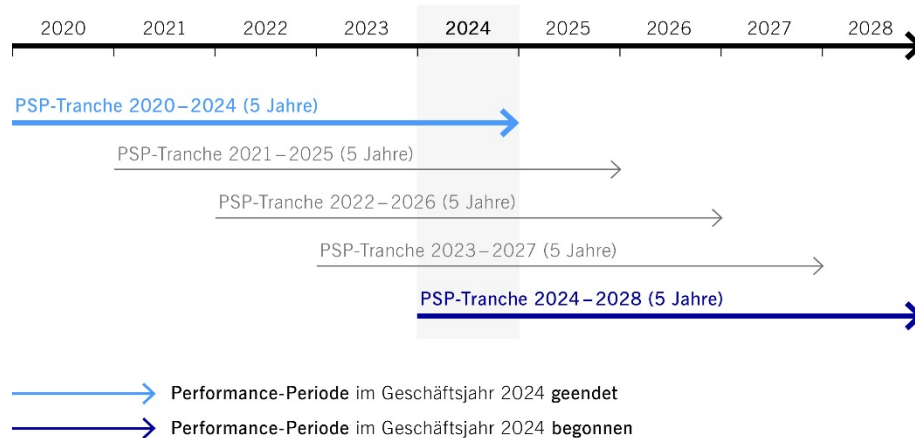 2020 2021 2022 2023 2024 2025 2026 2027 2028
PSP-Tranche 2020–2024 (5 Jahre)
PSP-Tranche 2021–2025 (5 Jahre)
PSP-Tranche 2022–2026 (5 Jahre)
PSP-Tranche 2023–2027 (5 Jahre)
PSP-Tranche 2024–2028 (5 Jahre)
Performance-Periode im Geschäftsjahr 2024 geendet
Performance-Periode im Geschäftsjahr 2024 begonnen